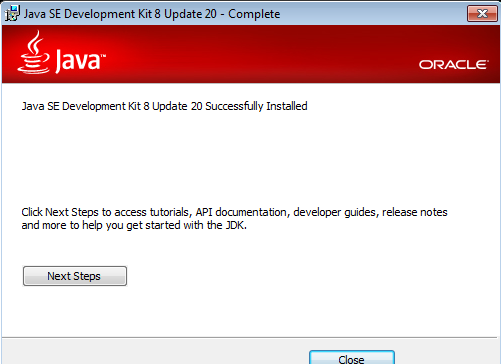 Java SE Development Kit 8 Update 20 - Complete
Java™
ORACLE®
Java SE Development Kit 8 Update 20 Successfully Installed
Click Next Steps to access tutorials, API documentation, developer guides, release notes
and more to help you get started with the JDK.
Next Steps
Close